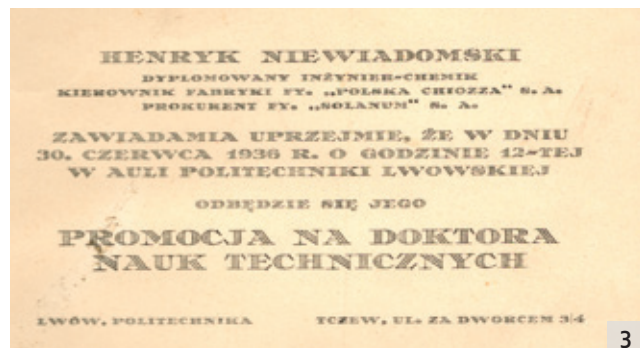 HENRYK NIEWIADOMSKI
DYPLOMOWANY INŻYNIER-CHEMIK
KIEROWNIK FABRYKI FY. „POLSKA CHIOZZA" S. A.
PROKURENT FY. „SOLANUM" S. A.
ZAWIADAMIA UPRZEJMIE, ŻE W DNIU
30. CZERWCA 1936 R. O GODZINIE 12-TEJ
W AULI POLITECHNIKI LWOWSKIEJ
ODBĘDZIE SIĘ JEGO
PROMOCJA NA DOKTORA
NAUK TECHNICZNYCH
LWÓW, POLITECHNIKA TCZEW, UL. ZA DWORCEM 3/4
3